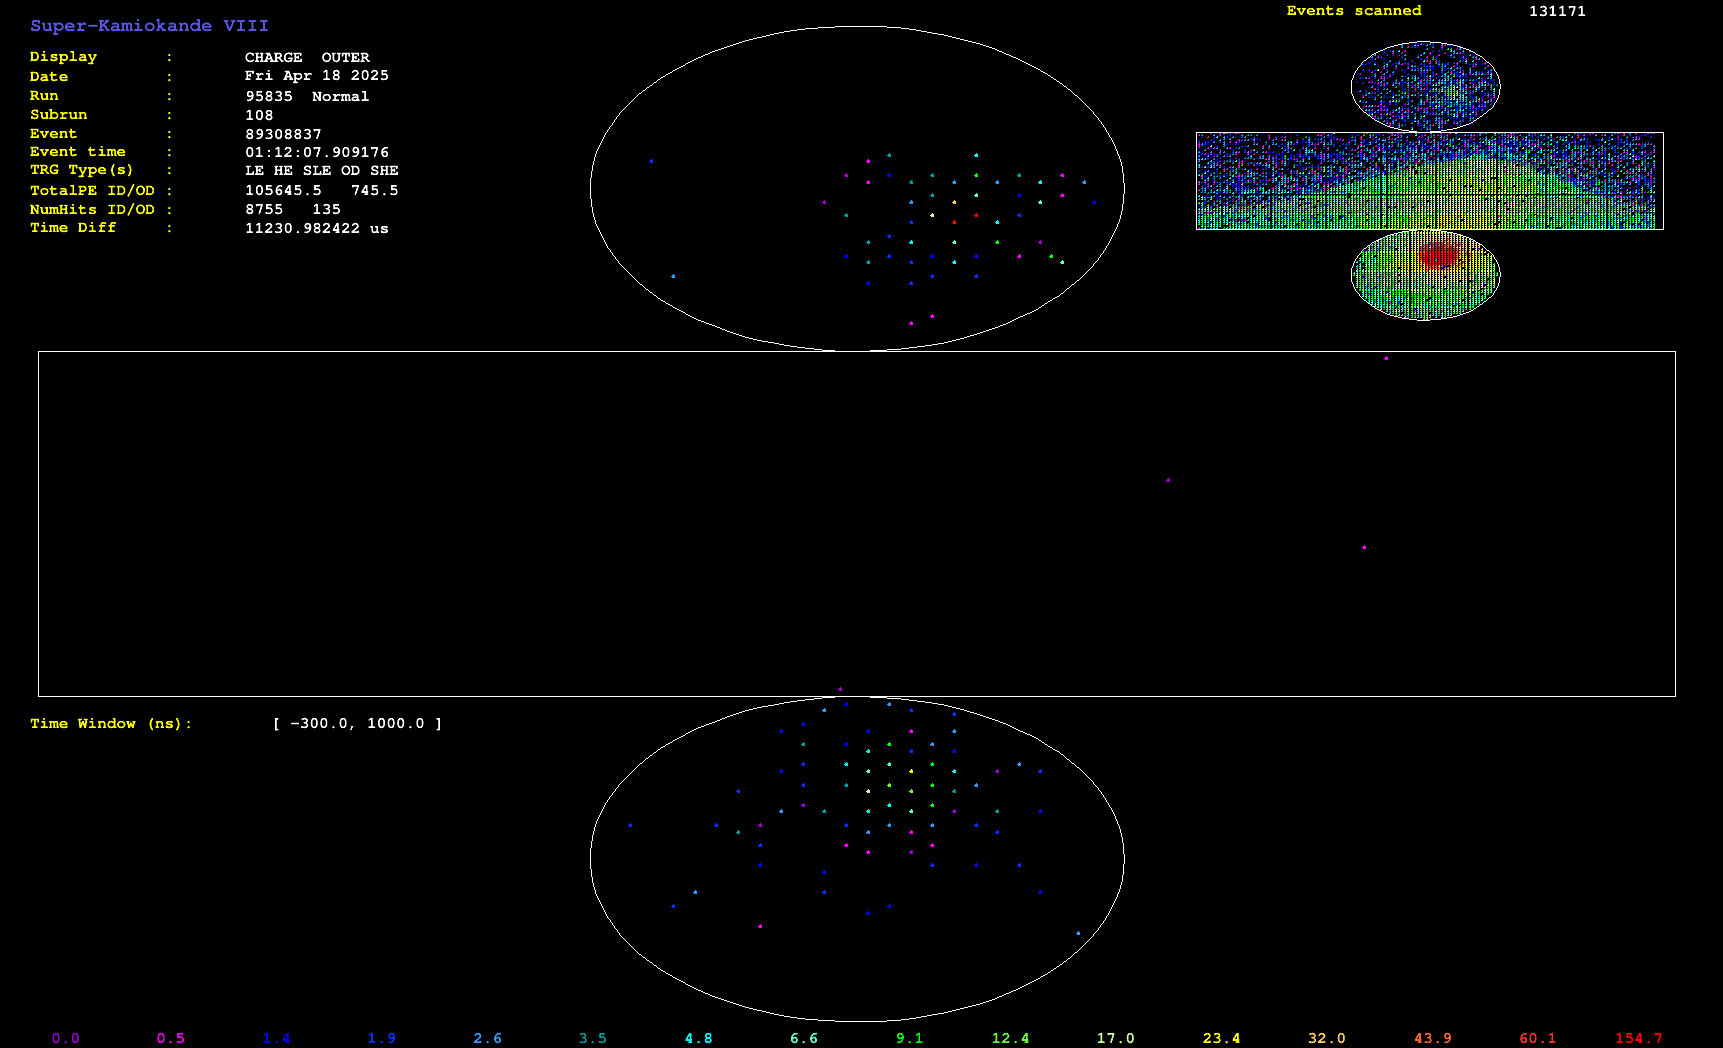 Super-Kamiokande VIII
Events scanned 131171
Display : CHARGE OUTER
Date : Fri Apr 18 2025
Run : 95835 Normal
Subrun : 108
Event : 89308837
Event time : 01:12:07.909176
TRG Type(s) : LE HE SLE OD SHE
TotalPE ID/OD : 105645.5 745.5
NumHits ID/OD : 8755 135
Time Diff : 11230.982422 us
Time Window (ns): [ -300.0, 1000.0 ]
0.0 0.5 1.4 1.9 2.6 3.5 4.8 6.6 9.1 12.4 17.0 23.4 32.0 43.9 60.1 154.7